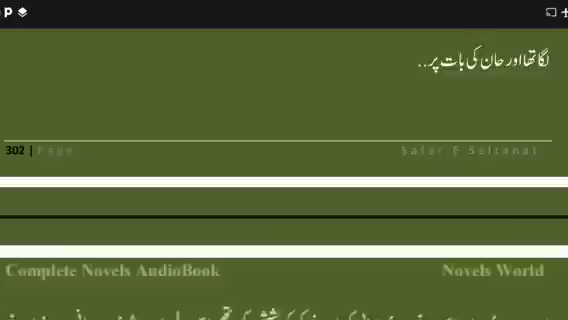 لگا تھا اور حان کی بات پر..
302 | Page
Safar E Sultanat
Complete Novels AudioBook
Novels World